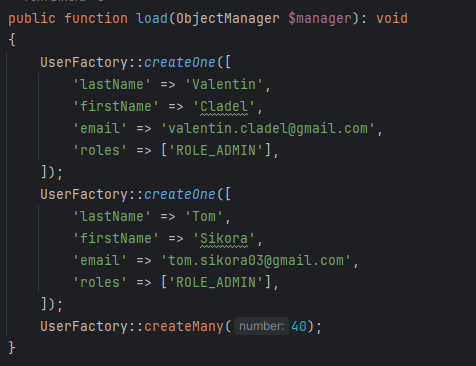 public function load(ObjectManager $manager): void
{
    UserFactory::createOne([
        'lastName' => 'Valentin',
        'firstName' => 'Cladel',
        'email' => 'valentin.cladel@gmail.com',
        'roles' => ['ROLE_ADMIN'],
    ]);
    UserFactory::createOne([
        'lastName' => 'Tom',
        'firstName' => 'Sikora',
        'email' => 'tom.sikora03@gmail.com',
        'roles' => ['ROLE_ADMIN'],
    ]);
    UserFactory::createMany( number: 40);
}